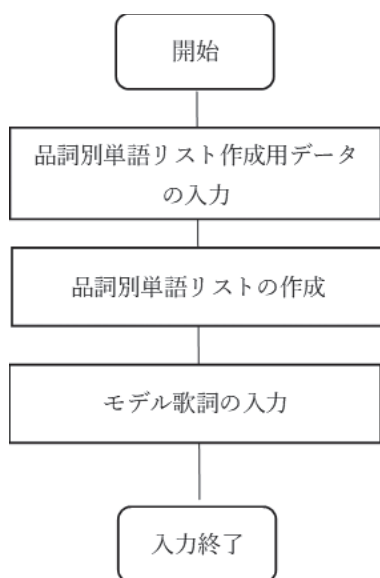 開始
品詞別単語リスト作成用データ
の入力
品詞別単語リストの作成
モデル歌詞の入力
入力終了